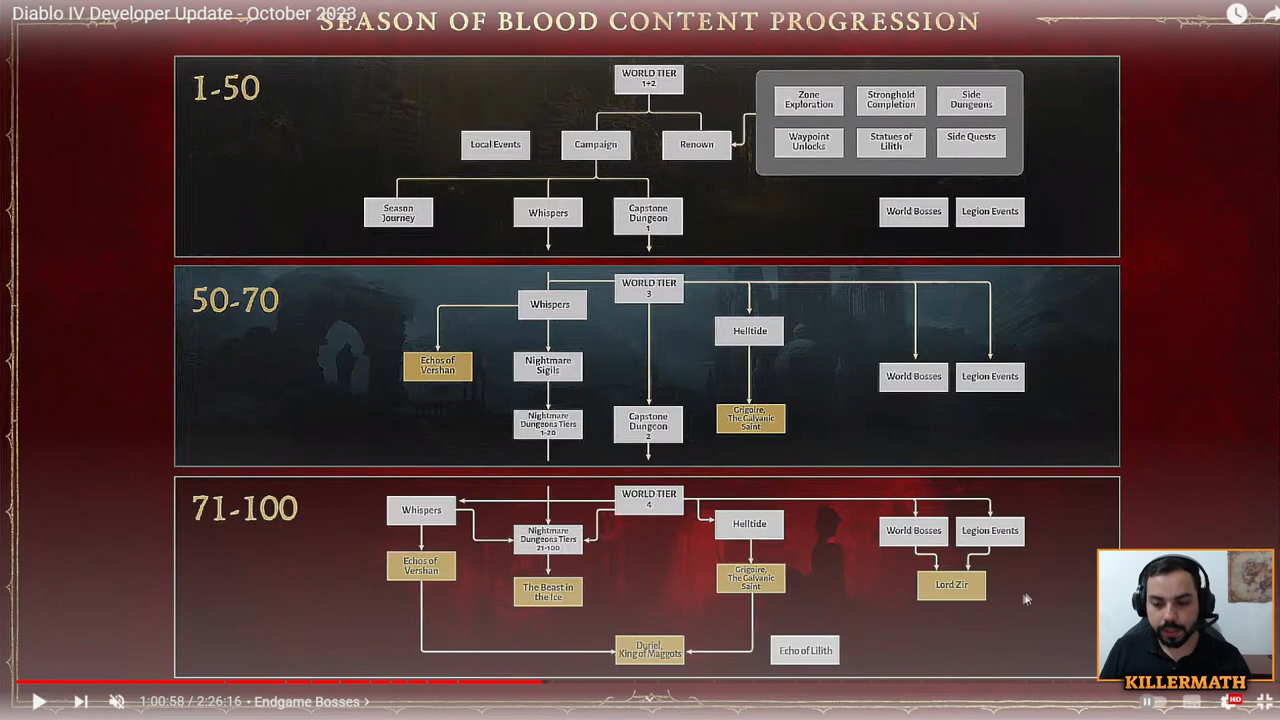 Diablo IV Developer Update - October 2023
SEASON OF BLOOD CONTENT PROGRESSION
1-50
WORLD TIER
1+2
Zone
Exploration
Stronghold
Completion
Side
Dungeons
Waypoint
Unlocks
Statues of
Lilith
Side Quests
Local Events
Campaign
Renown
Season
Journey
Whispers
Capstone
Dungeon
1
World Bosses
Legion Events
50-70
WORLD TIER
3
Whispers
Helltide
Echos of
Vershan
Nightmare
Sigils
World Bosses
Legion Events
Nightmare
Dungeons Tiers
1-20
Capstone
Dungeon
2
Grigoire,
The Galvanic
Saint
71-100
WORLD TIER
4
Whispers
Nightmare
Dungeons Tiers
21-100
Helltide
World Bosses
Legion Events
Echos of
Vershan
The Beast in
the Ice
Grigoire,
The Galvanic
Saint
Lord Zir
Duriel,
King of Maggots
Echo of Lilith
KILLERMATH
1:00:58 / 2:26:16 • Endgame Bosses >
HD